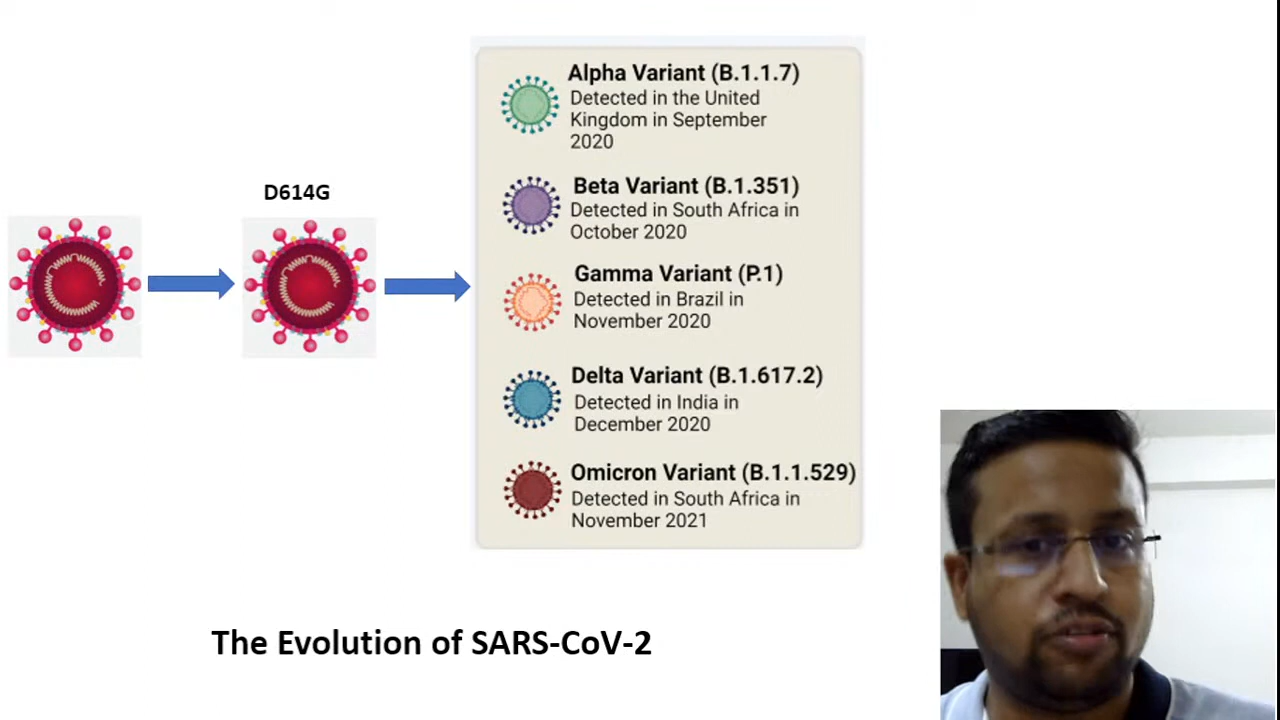 D614G
Alpha Variant (B.1.1.7)
Detected in the United
Kingdom in September
2020
Beta Variant (B.1.351)
Detected in South Africa in
October 2020
Gamma Variant (P.1)
Detected in Brazil in
November 2020
Delta Variant (B.1.617.2)
Detected in India in
December 2020
Omicron Variant (B.1.1.529)
Detected in South Africa in
November 2021
The Evolution of SARS-CoV-2